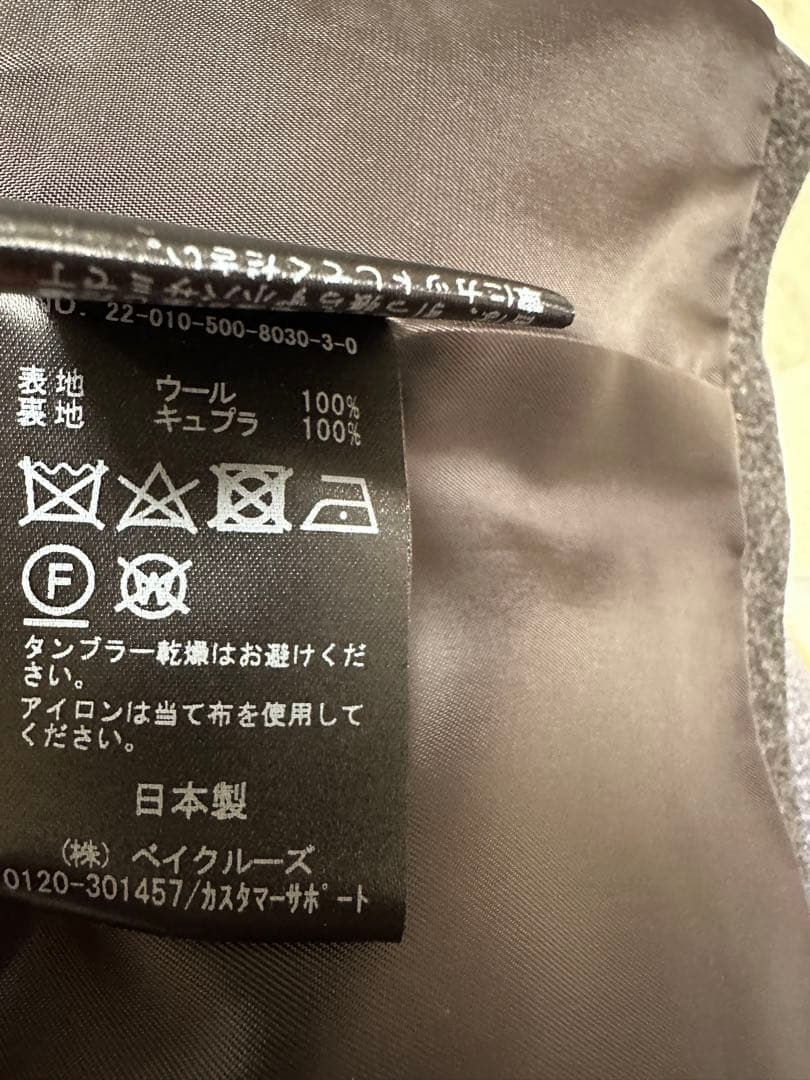 NO. 22-010-500-8030-3-0
表地 ウール 100%
裏地 キュプラ 100%
F
W
タンブラー乾燥はお避けくだ
さい。
アイロンは当て布を使用して
ください。
日本製
(株) ベイクルーズ
0120-301457/カスタマーサポート